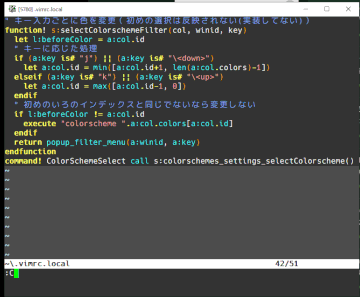 [STNI] ~\.vimrc.local
" キー入力ごとに色を変更(初めの選択は反映されない(実装してない))
function! s:selectColorschemeFilter(col, winid, key)
let l:beforeColor = a:col.id
" キーに応じた処理
if (a:key is# "j") || (a:key is# "\<down>")
let a:col.id = min([a:col.id+1, len(a:col.colors)-1])
elseif (a:key is# "k") || (a:key is# "\<up>")
let a:col.id = max([a:col.id-1, 0])
endif
" 初めのいろのインデックスと同じでないなら変更しない
if l:beforeColor != a:col.id
execute "colorscheme ".a:col.colors[a:col.id]
endif
return popup_filter_menu(a:winid, a:key)
endfunction
command! ColorSchemeSelect call s:colorschemes_settings_selectColorscheme()
~
~
~
~
~
~
~
~
~\.vimrc.local 42/51
:C